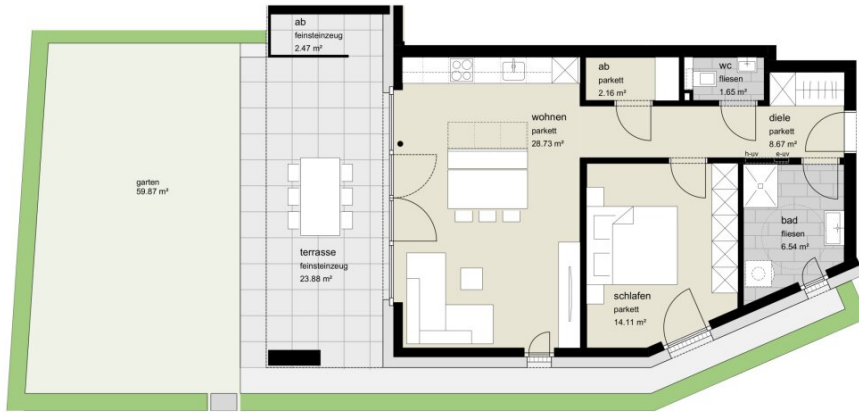 ab
feinsteinzeug
2.47 m²
ab
parkett
2.16 m²
wc
fliesen
1.65 m²
wohnen
parkett
28.73 m²
diele
parkett
8.67 m²
h-uv
e-uv
garten
59.87 m²
bad
fliesen
6.54 m²
terrasse
feinsteinzeug
23.88 m²
schlafen
parkett
14.11 m²